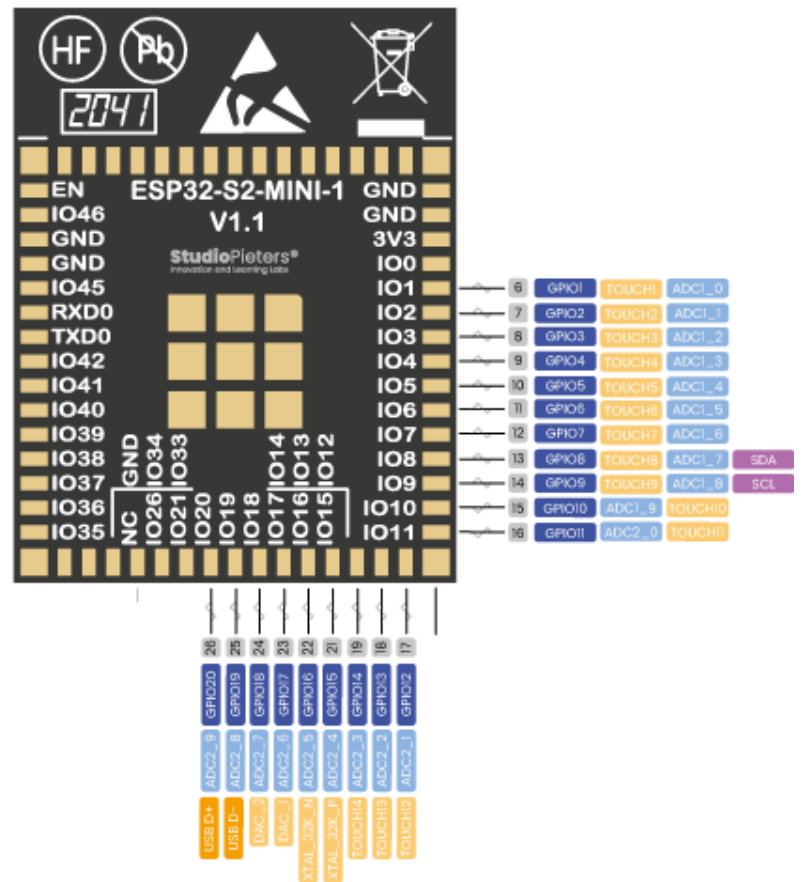 HF Pb
2041
ESP32-S2-MINI-1
V1.1
StudioPieters®
Innovation and Learning Labs
EN
IO46
GND
GND
IO45
RXD0
TXD0
IO42
IO41
IO40
IO39
IO38
IO37
IO36
IO35
GND
GND
3V3
IO0
IO1 6 GPIO1 TOUCH1 ADC1_0
IO2 7 GPIO2 TOUCH2 ADC1_1
IO3 8 GPIO3 TOUCH3 ADC1_2
IO4 9 GPIO4 TOUCH4 ADC1_3
IO5 10 GPIO5 TOUCH5 ADC1_4
IO6 11 GPIO6 TOUCH6 ADC1_5
IO7 12 GPIO7 TOUCH7 ADC1_6
IO8 13 GPIO8 TOUCH8 ADC1_7 SDA
IO9 14 GPIO9 TOUCH9 ADC1_8 SCL
IO10 15 GPIO10 ADC1_9 TOUCH10
IO11 16 GPIO11 ADC2_0 TOUCH11
GND IO34 IO33 IO14 IO13 IO12
NC IO26 IO21 IO20 IO19 IO18 IO17 IO16 IO15
26 GPIO20 ADC2_9 USB D+
25 GPIO19 ADC2_8 USB D-
24 GPIO18 ADC2_7 DAC_2
23 GPIO17 ADC2_6 DAC_1
22 GPIO16 ADC2_5 XTAL_32K_N
21 GPIO15 ADC2_4 XTAL_32K_P
19 GPIO14 ADC2_3 TOUCH14
18 GPIO13 ADC2_2 TOUCH13
17 GPIO12 ADC2_1 TOUCH12